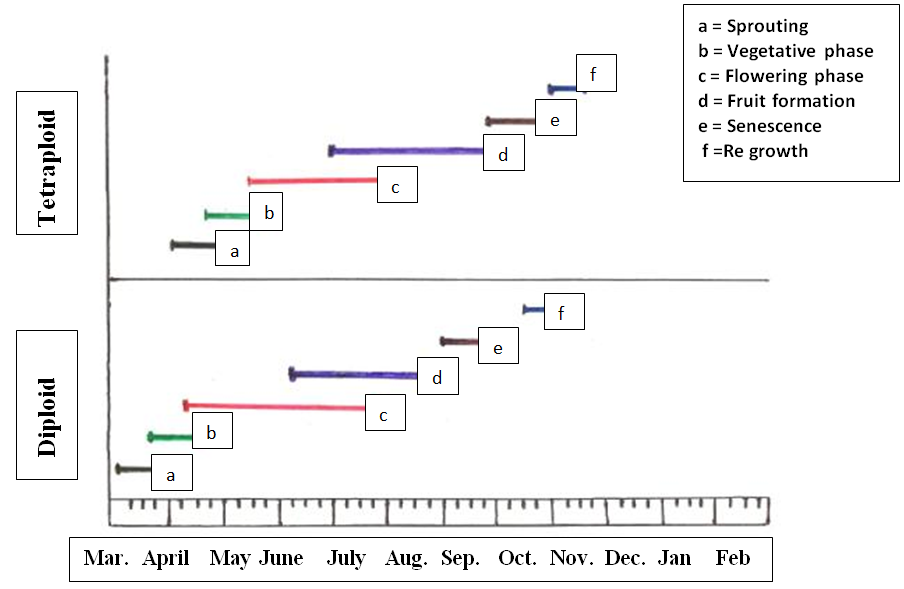 a = Sprouting
b = Vegetative phase
c = Flowering phase
d = Fruit formation
e = Senescence
f =Re growth
Tetraploid
f
e
d
c
b
a
Diploid
f
e
d
c
b
a
Mar. April May June July Aug. Sep. Oct. Nov. Dec. Jan Feb